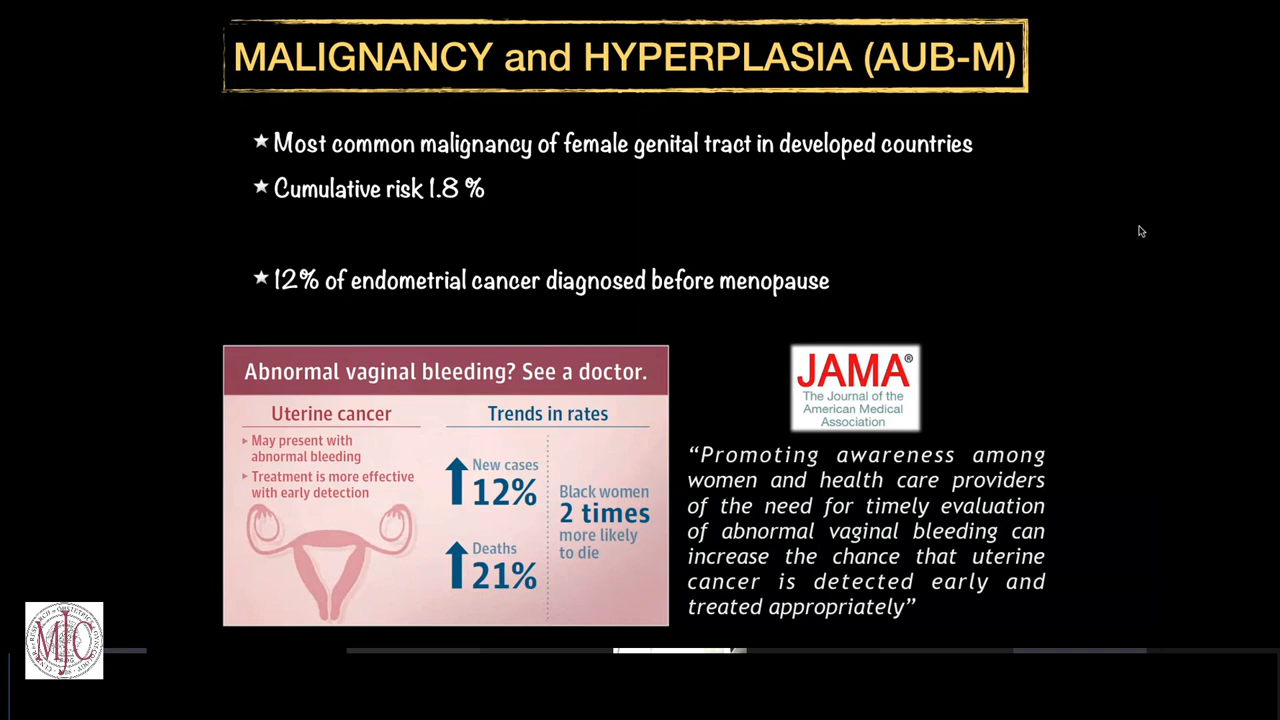 MALIGNANCY and HYPERPLASIA (AUB-M)
★ Most common malignancy of female genital tract in developed countries
★ Cumulative risk 1.8 %
★ 12% of endometrial cancer diagnosed before menopause
Abnormal vaginal bleeding? See a doctor.
Uterine cancer
▸ May present with
abnormal bleeding
▸ Treatment is more effective
with early detection
Trends in rates
New cases
12%
Deaths
21%
Black women
2 times
more likely
to die
JAMA®
The Journal of the
American Medical
Association
“Promoting awareness among
women and health care providers
of the need for timely evaluation
of abnormal vaginal bleeding can
increase the chance that uterine
cancer is detected early and
treated appropriately”
MJC